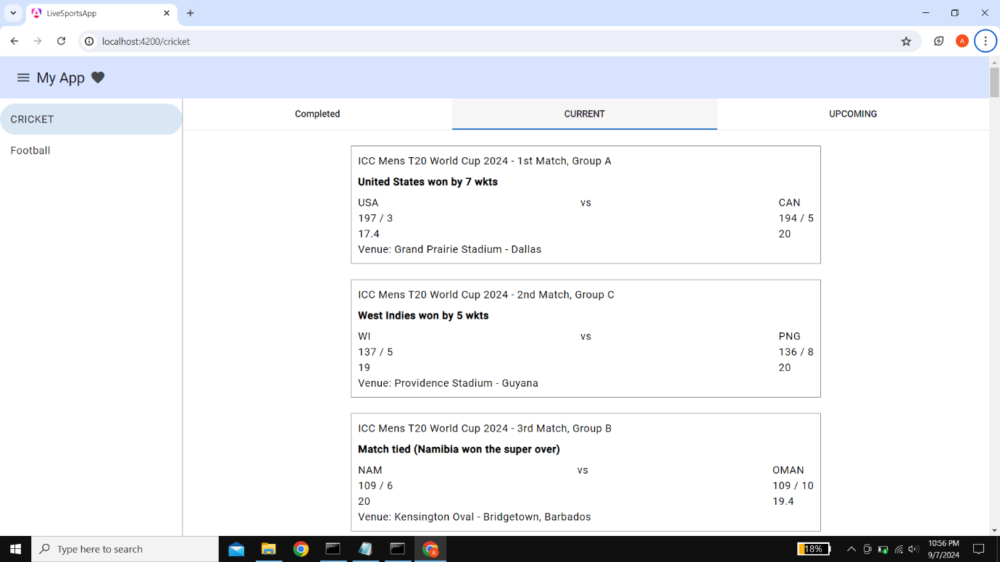 LiveSportsApp
localhost:4200/cricket
A
My App
CRICKET
Football
Completed
CURRENT
UPCOMING
ICC Mens T20 World Cup 2024 - 1st Match, Group A
United States won by 7 wkts
USA vs CAN
197 / 3 194 / 5
17.4 20
Venue: Grand Prairie Stadium - Dallas
ICC Mens T20 World Cup 2024 - 2nd Match, Group C
West Indies won by 5 wkts
WI vs PNG
137 / 5 136 / 8
19 20
Venue: Providence Stadium - Guyana
ICC Mens T20 World Cup 2024 - 3rd Match, Group B
Match tied (Namibia won the super over)
NAM vs OMAN
109 / 6 109 / 10
20 19.4
Venue: Kensington Oval - Bridgetown, Barbados
Type here to search
18%
10:56 PM
9/7/2024